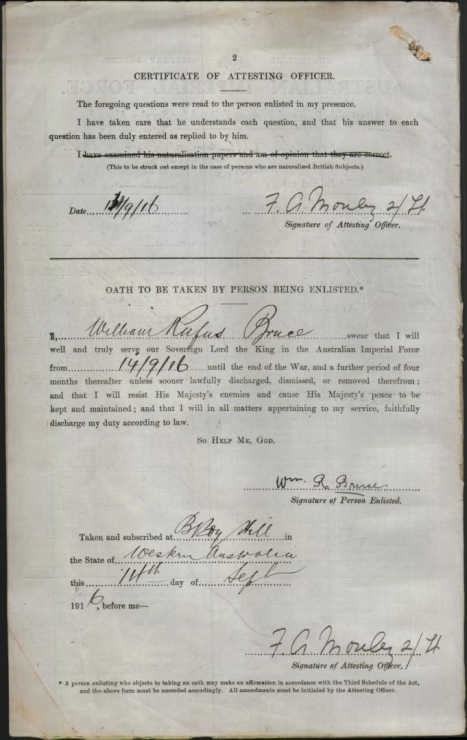 2
CERTIFICATE OF ATTESTING OFFICER.
The foregoing questions were read to the person enlisted in my presence.
I have taken care that he understands each question, and that his answer to each
question has been duly entered as replied to by him.
I have examined his naturalisation papers and am of opinion that they are correct.
(This to be struck out except in the case of persons who are naturalised British Subjects.)
Date 14/9/16 F. A. Mouley 2/Lt
Signature of Attesting Officer.
OATH TO BE TAKEN BY PERSON BEING ENLISTED.*
I, William Rufus Bruce swear that I will
well and truly serve our Sovereign Lord the King in the Australian Imperial Force
from 14/9/16 until the end of the War, and a further period of four
months thereafter unless sooner lawfully discharged, dismissed, or removed therefrom;
and that I will resist His Majesty's enemies and cause His Majesty's peace to be
kept and maintained; and that I will in all matters appertaining to my service, faithfully
discharge my duty according to law.
SO HELP ME, GOD.
Wm. R Bruce
Signature of Person Enlisted.
Taken and subscribed at Hill in
the State of Western Australia
this 14th day of Sept
1916, before me—
F. A. Mouley 2/Lt
Signature of Attesting Officer.
* A person enlisting who objects to taking an oath may make an affirmation in accordance with the Third Schedule of the Act,
and the above form must be amended accordingly. All amendments must be initialed by the Attesting Officer.